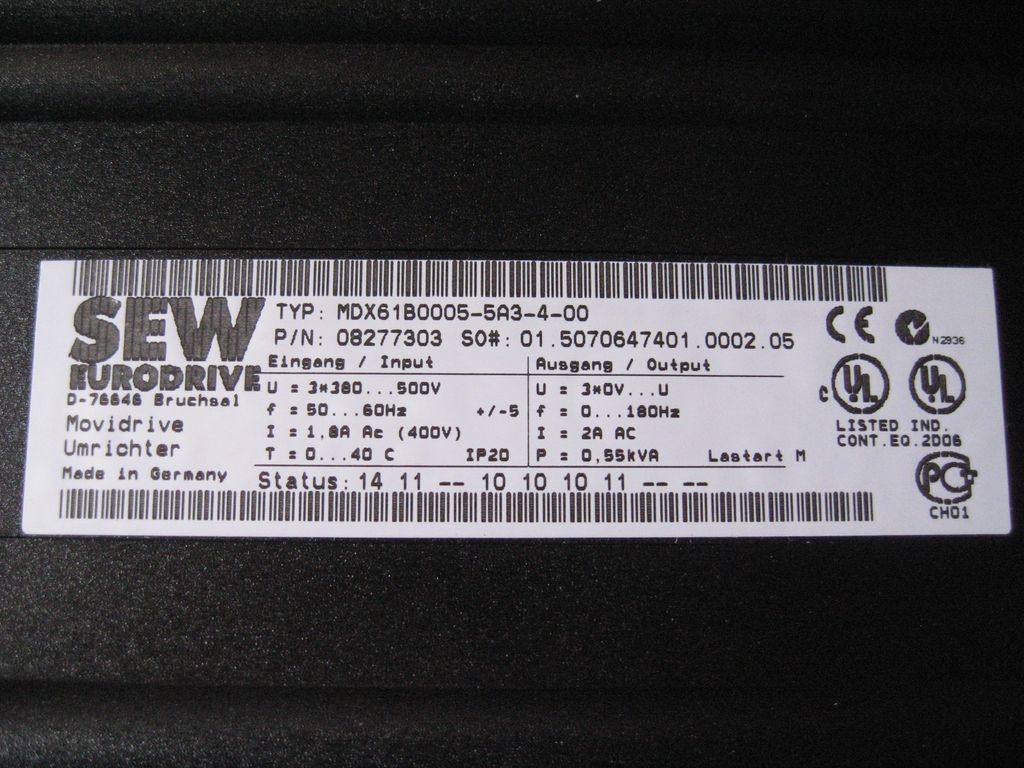 SEW
EURODRIVE
D-76646 Bruchsal
Movidrive
Umrichter
Made in Germany
TYP: MDX61B0005-5A3-4-00
P/N: 08277303 SO#: 01.5070647401.0002.05
Eingang / Input
U = 3*380...500V
f = 50...60Hz +/-5
I = 1,8A Ac (400V)
T = 0...40 C IP20
Ausgang / Output
U = 3*0V...U
f = 0...180Hz
I = 2A AC
P = 0,55kVA Lastart M
Status: 14 11 -- 10 10 10 11 -- --
CE
N2936
c UL UL
LISTED IND.
CONT.EQ.2D06
PCT
CH01